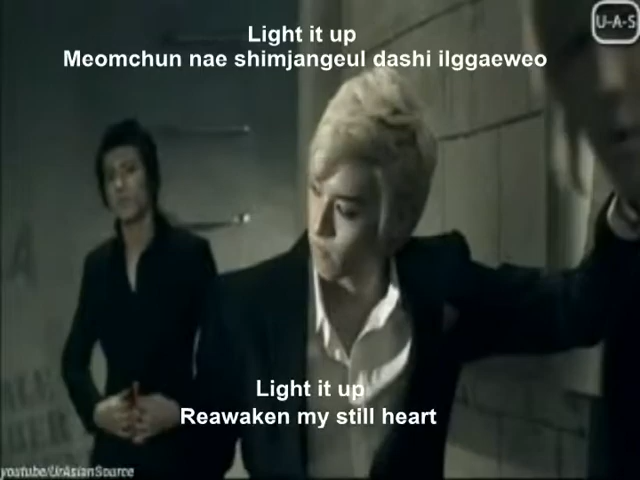 Light it up
Meomchun nae shimjangeul dashi ilggaeweo
U-A-S
Light it up
Reawaken my still heart
youtube/UrAsianSource